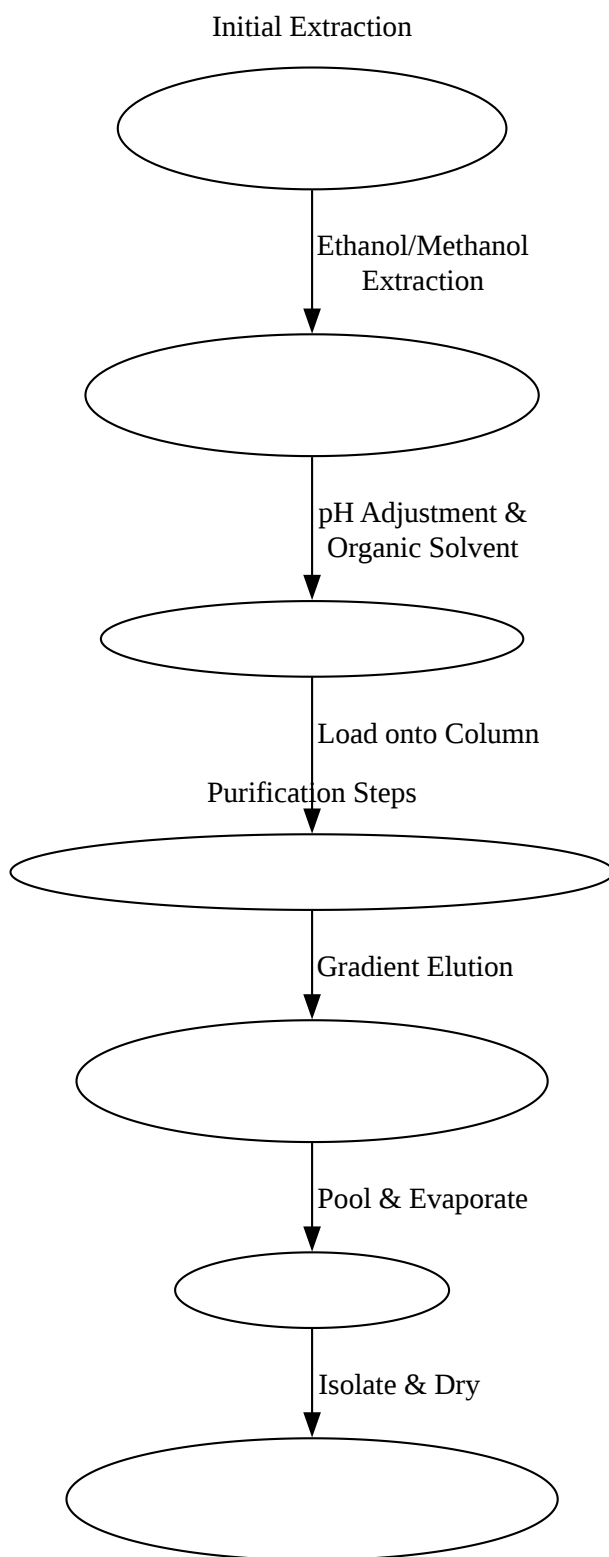 Initial Extraction
Ethanol/Methanol
Extraction
pH Adjustment &
Organic Solvent
Load onto Column
Purification Steps
Gradient Elution
Pool & Evaporate
Isolate & Dry